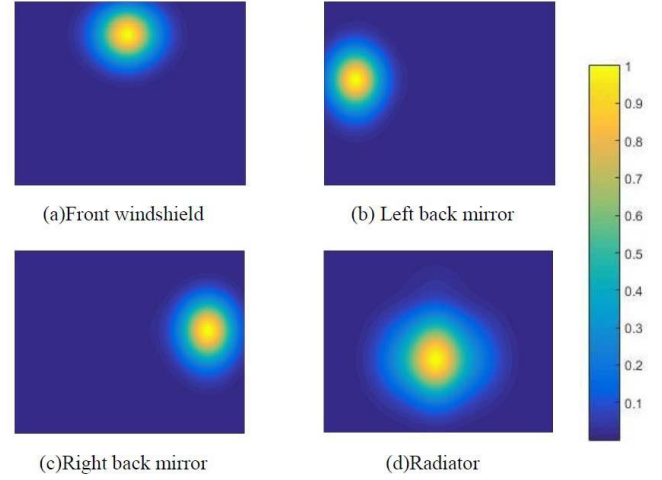 (a)Front windshield
(b) Left back mirror
(c)Right back mirror
(d)Radiator
1
0.9
0.8
0.7
0.6
0.5
0.4
0.3
0.2
0.1